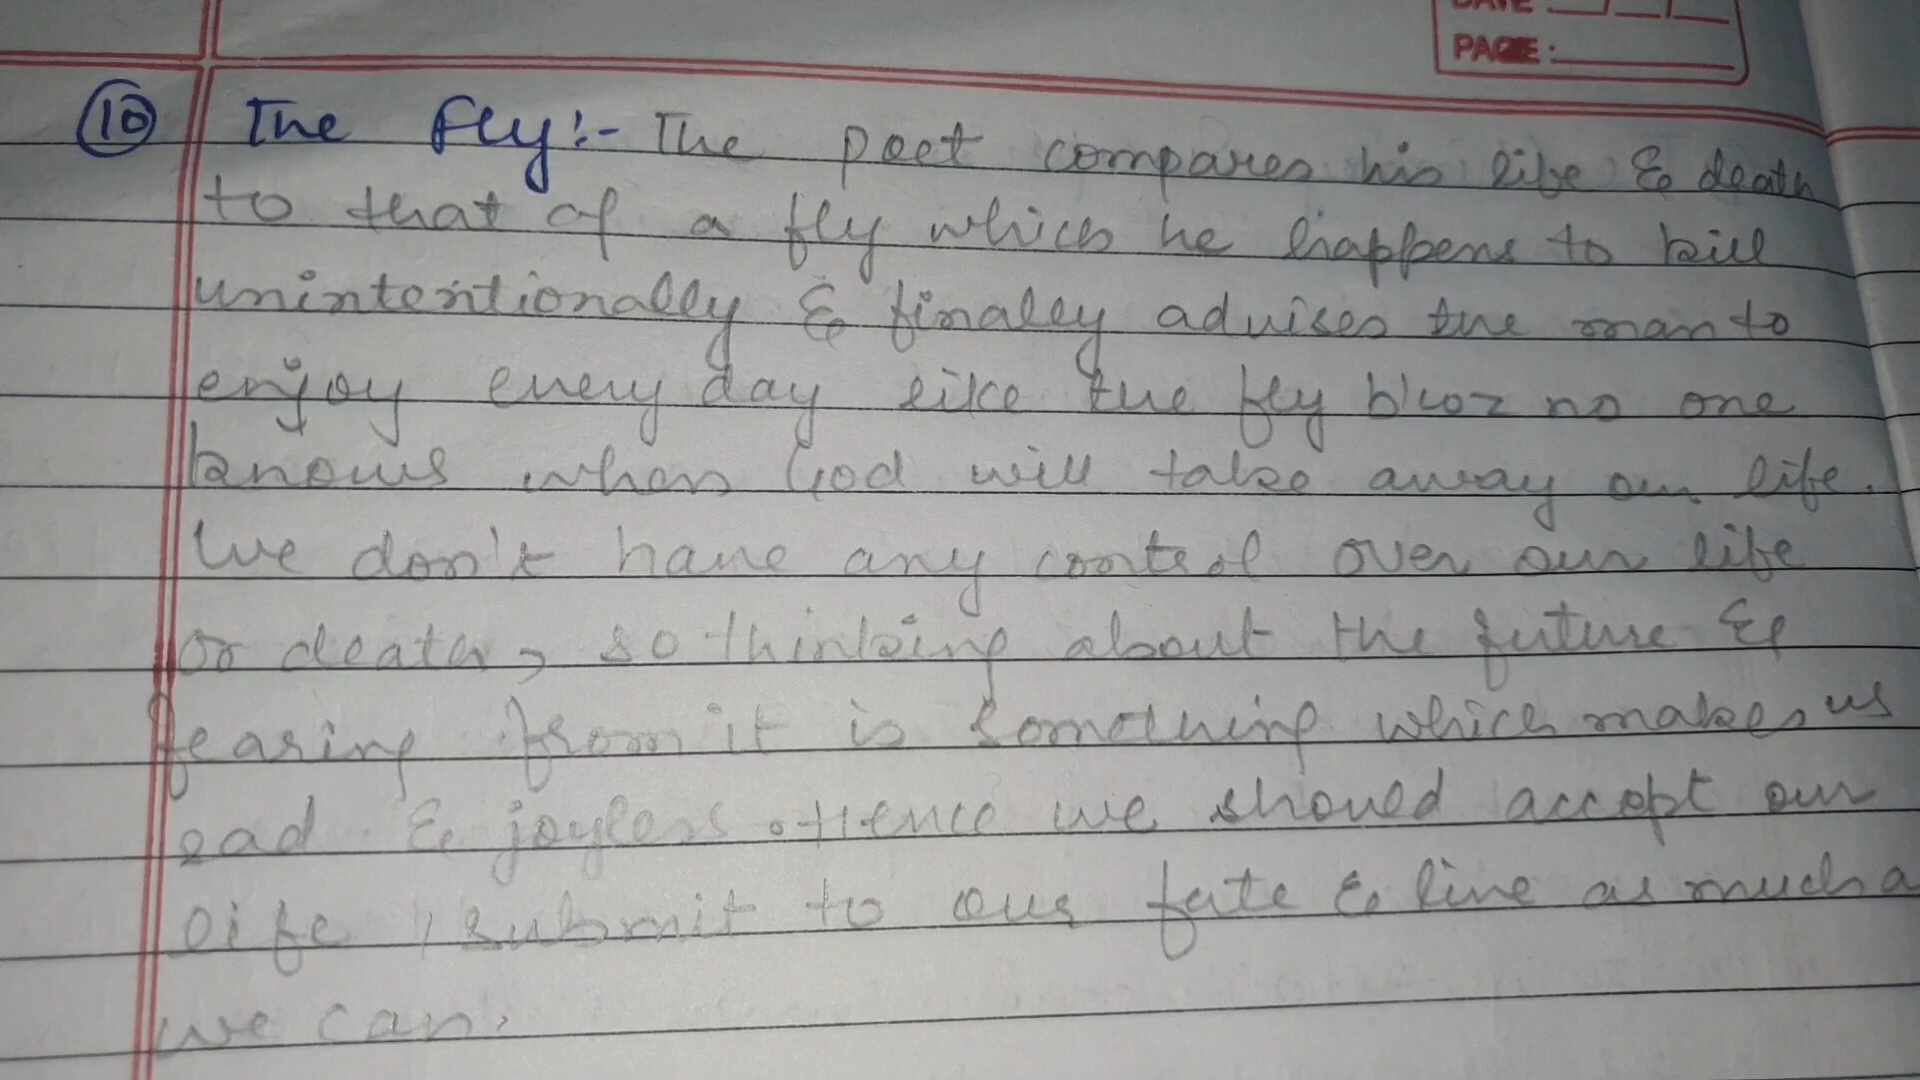 DATE : __/__/__
PAGE :
10 The Fly:- The poet compares his life & death
to that of a fly which he happens to kill
unintentionally & finally advises the man to
enjoy every day like the fly b'coz no one
knows when God will take away our life.
We don't have any control over our life
or death, so thinking about the future &
fearing from it is something which makes us
sad & joyless. Hence we should accept our
life, submit to our fate & live as much a
we can.